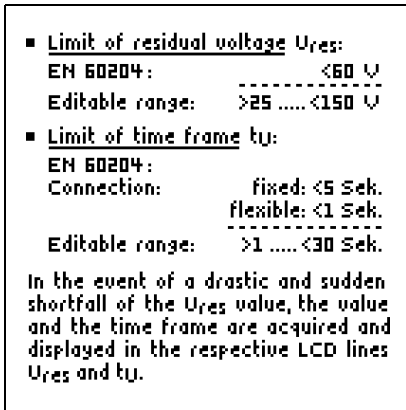 ▪ Limit of residual voltage Ures:
EN 60204: <60 V
Editable range: >25 ..... <150 V
▪ Limit of time frame tU:
EN 60204:
Connection: fixed: <5 Sek.
flexible: <1 Sek.
Editable range: >1 ..... <30 Sek.
In the event of a drastic and sudden
shortfall of the Ures value, the value
and the time frame are acquired and
displayed in the respective LCD lines
Ures and tU.